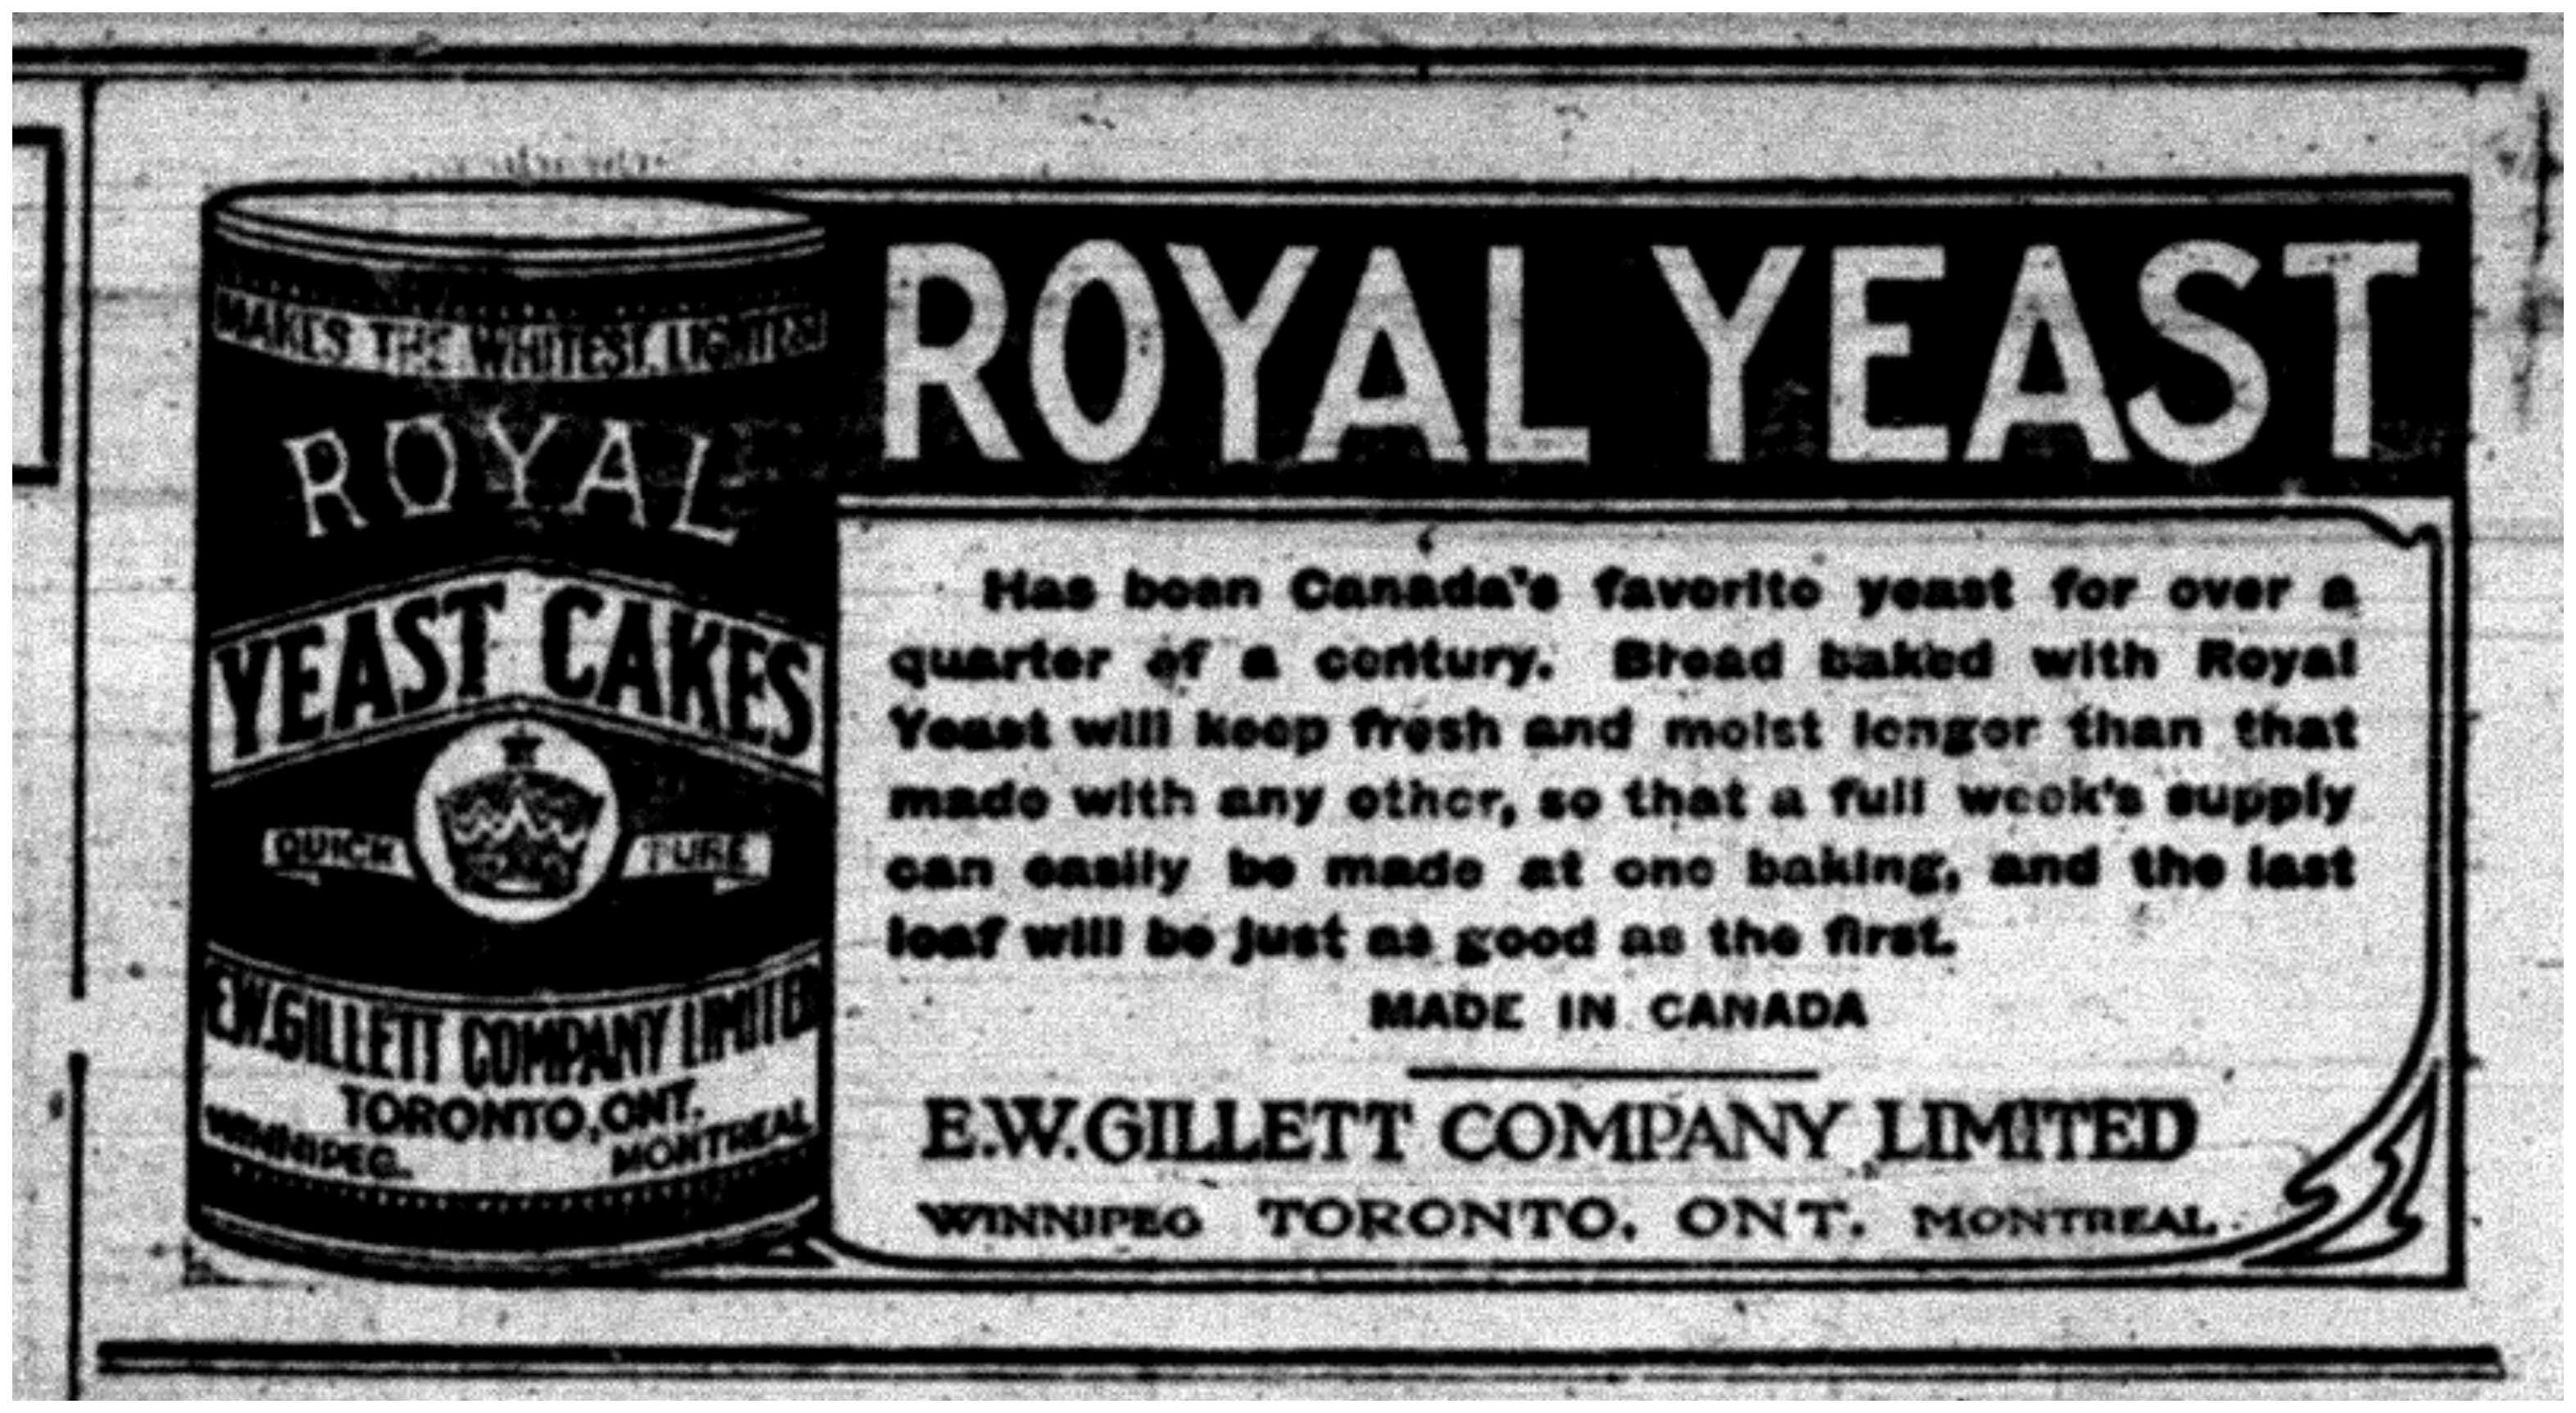 MAKES THE WHITEST, LIGHTEST
ROYAL
YEAST CAKES
QUICK PURE
E.W.GILLETT COMPANY LIMITED
TORONTO, ONT.
WINNIPEG. MONTREAL
ROYAL YEAST
Has been Canada's favorite yeast for over a
quarter of a century. Bread baked with Royal
Yeast will keep fresh and moist longer than that
made with any other, so that a full week's supply
can easily be made at one baking, and the last
loaf will be just as good as the first.
MADE IN CANADA
E.W.GILLETT COMPANY LIMITED
WINNIPEG TORONTO, ONT. MONTREAL